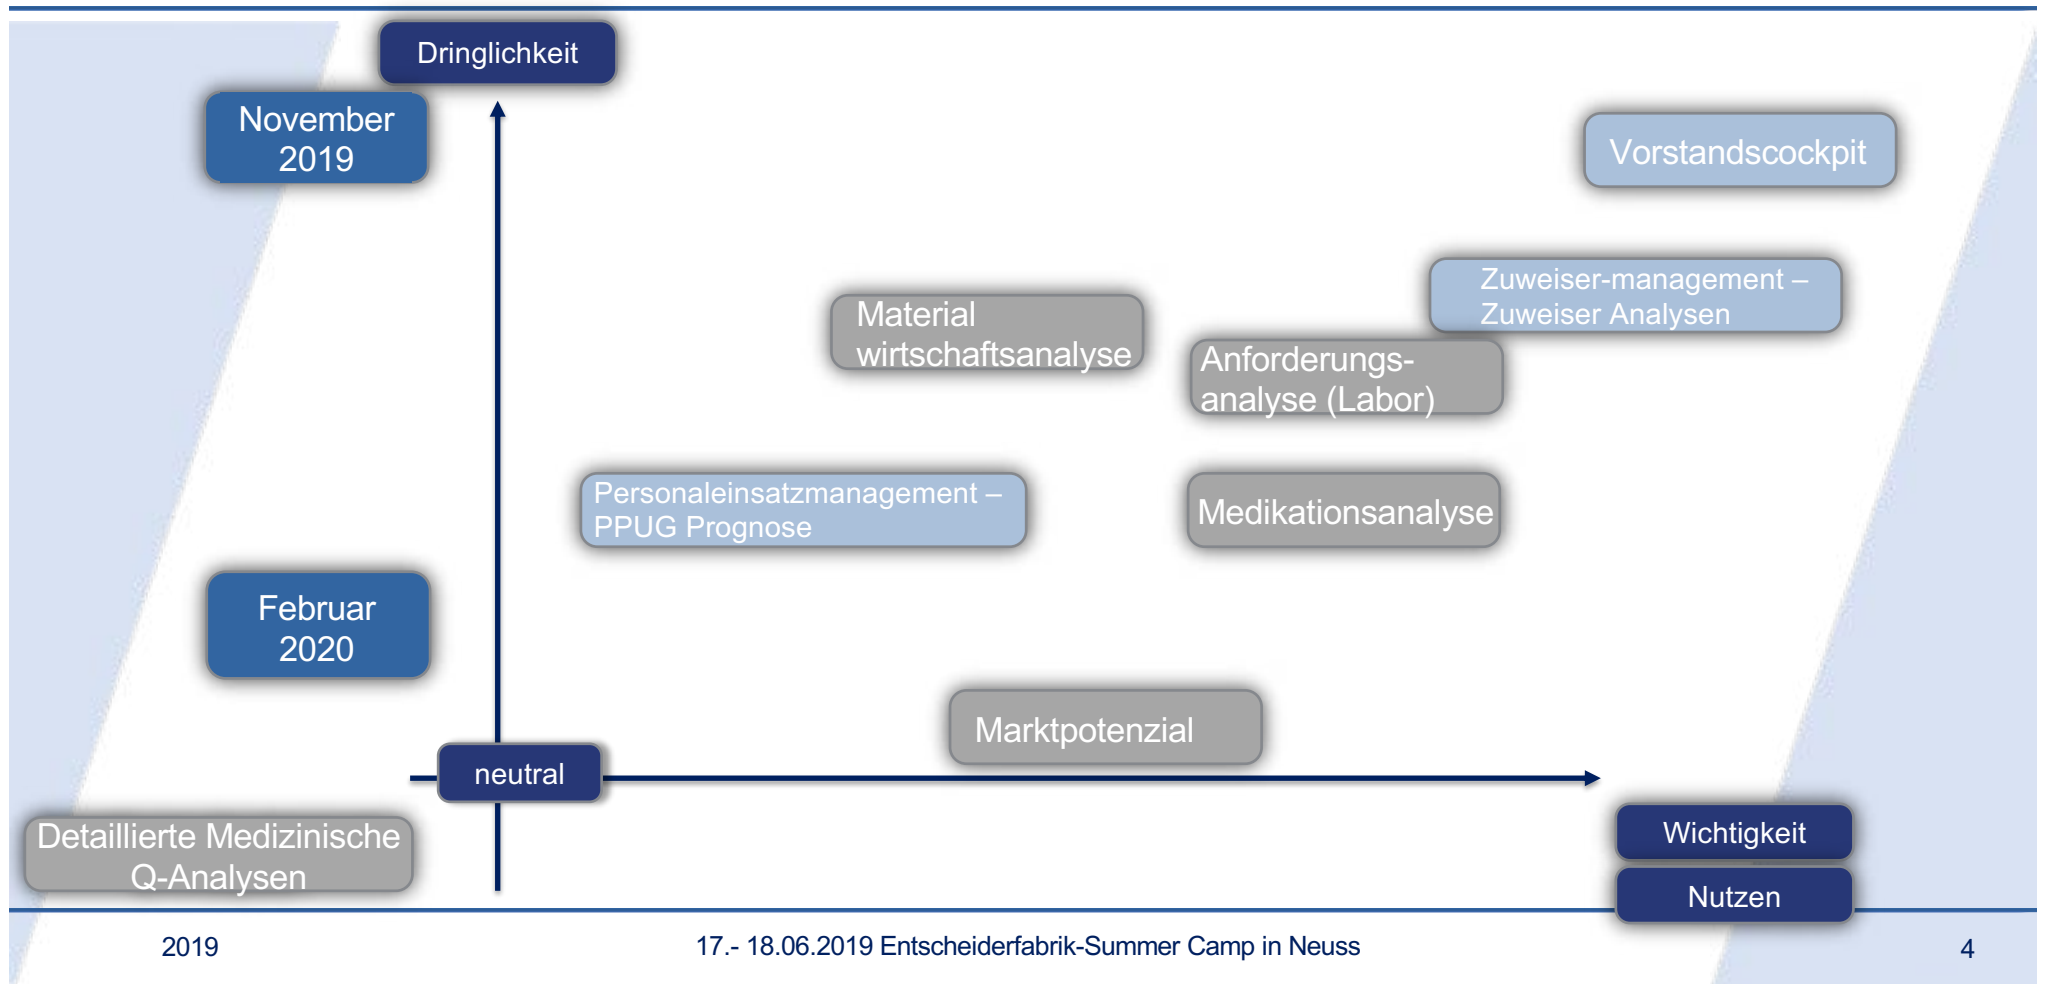 Dringlichkeit
November
2019
Vorstandscockpit
Zuweiser-management –
Zuweiser Analysen
Material
wirtschaftsanalyse
Anforderungs-
analyse (Labor)
Personaleinsatzmanagement –
PPUG Prognose
Medikationsanalyse
Februar
2020
Marktpotenzial
neutral
Detaillierte Medizinische
Q-Analysen
Wichtigkeit
Nutzen
2019
17.- 18.06.2019 Entscheiderfabrik-Summer Camp in Neuss
4